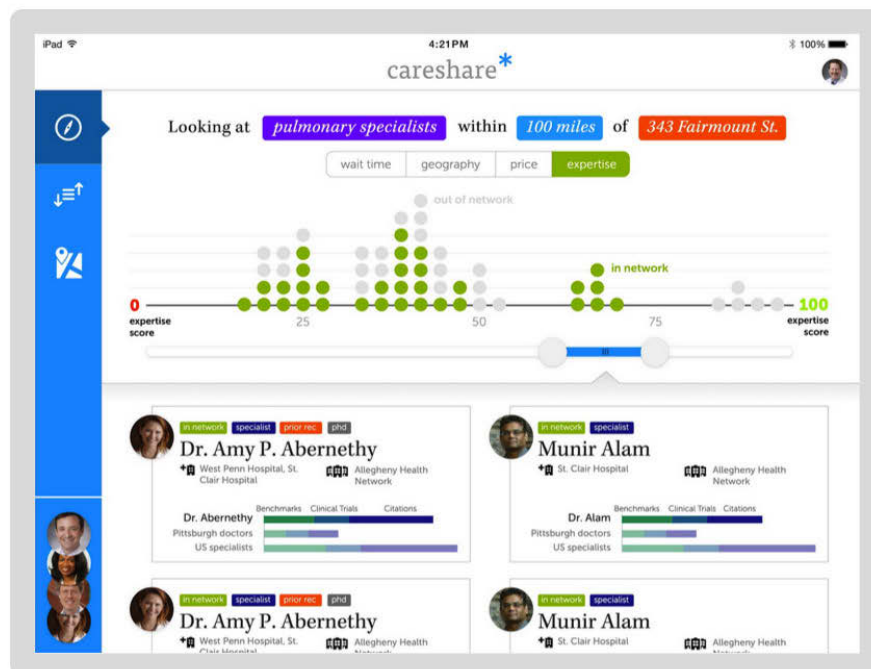 iPad
4:21PM
100%
careshare*
Looking at pulmonary specialists within 100 miles of 343 Fairmount St.
wait time geography price expertise
out of network
in network
0 100
expertise score 25 50 75 expertise score
in network specialist prior rec phd
Dr. Amy P. Abernethy
West Penn Hospital, St.
Clair Hospital
Allegheny Health
Network
Benchmarks Clinical Trials Citations
Dr. Abernethy
Pittsburgh doctors
US specialists
in network specialist
Munir Alam
St. Clair Hospital
Allegheny Health
Network
Benchmarks Clinical Trials Citations
Dr. Alam
Pittsburgh doctors
US specialists
in network specialist prior rec phd
Dr. Amy P. Abernethy
West Penn Hospital, St.
Clair Hospital
Allegheny Health
Network
in network specialist
Munir Alam
St. Clair Hospital
Allegheny Health
Network